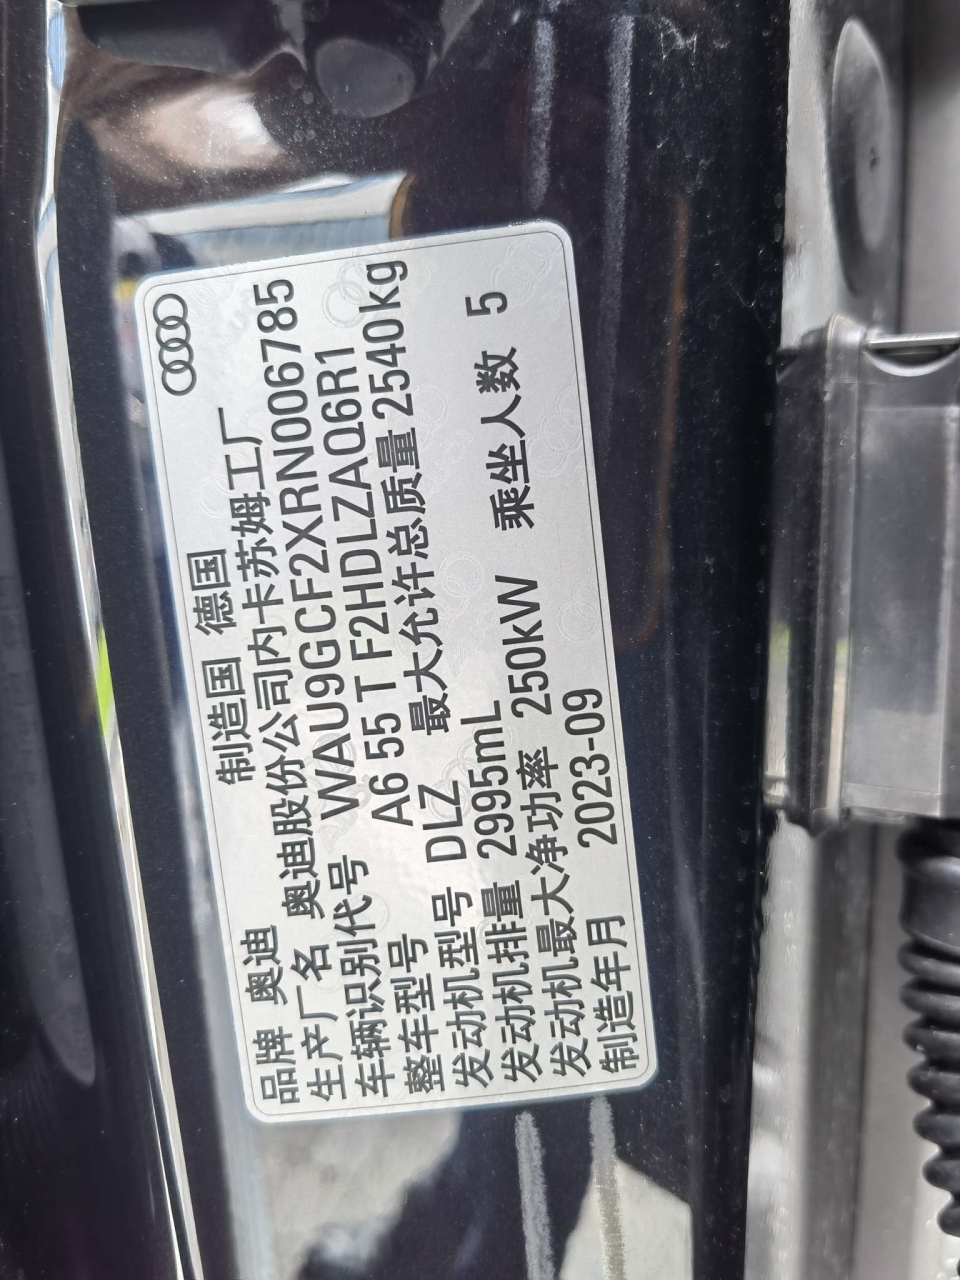 品牌 奥迪 制造国 德国
生产厂名 奥迪股份公司内卡苏姆工厂
车辆识别代号 WAU9GCF2XRN006785
整车型号 A6 55 T F2HDLZAQ6R1
发动机型号 DLZ 最大允许总质量 2540kg
发动机排量 2995mL
发动机最大净功率 250kW 乘坐人数 5
制造年月 2023-09